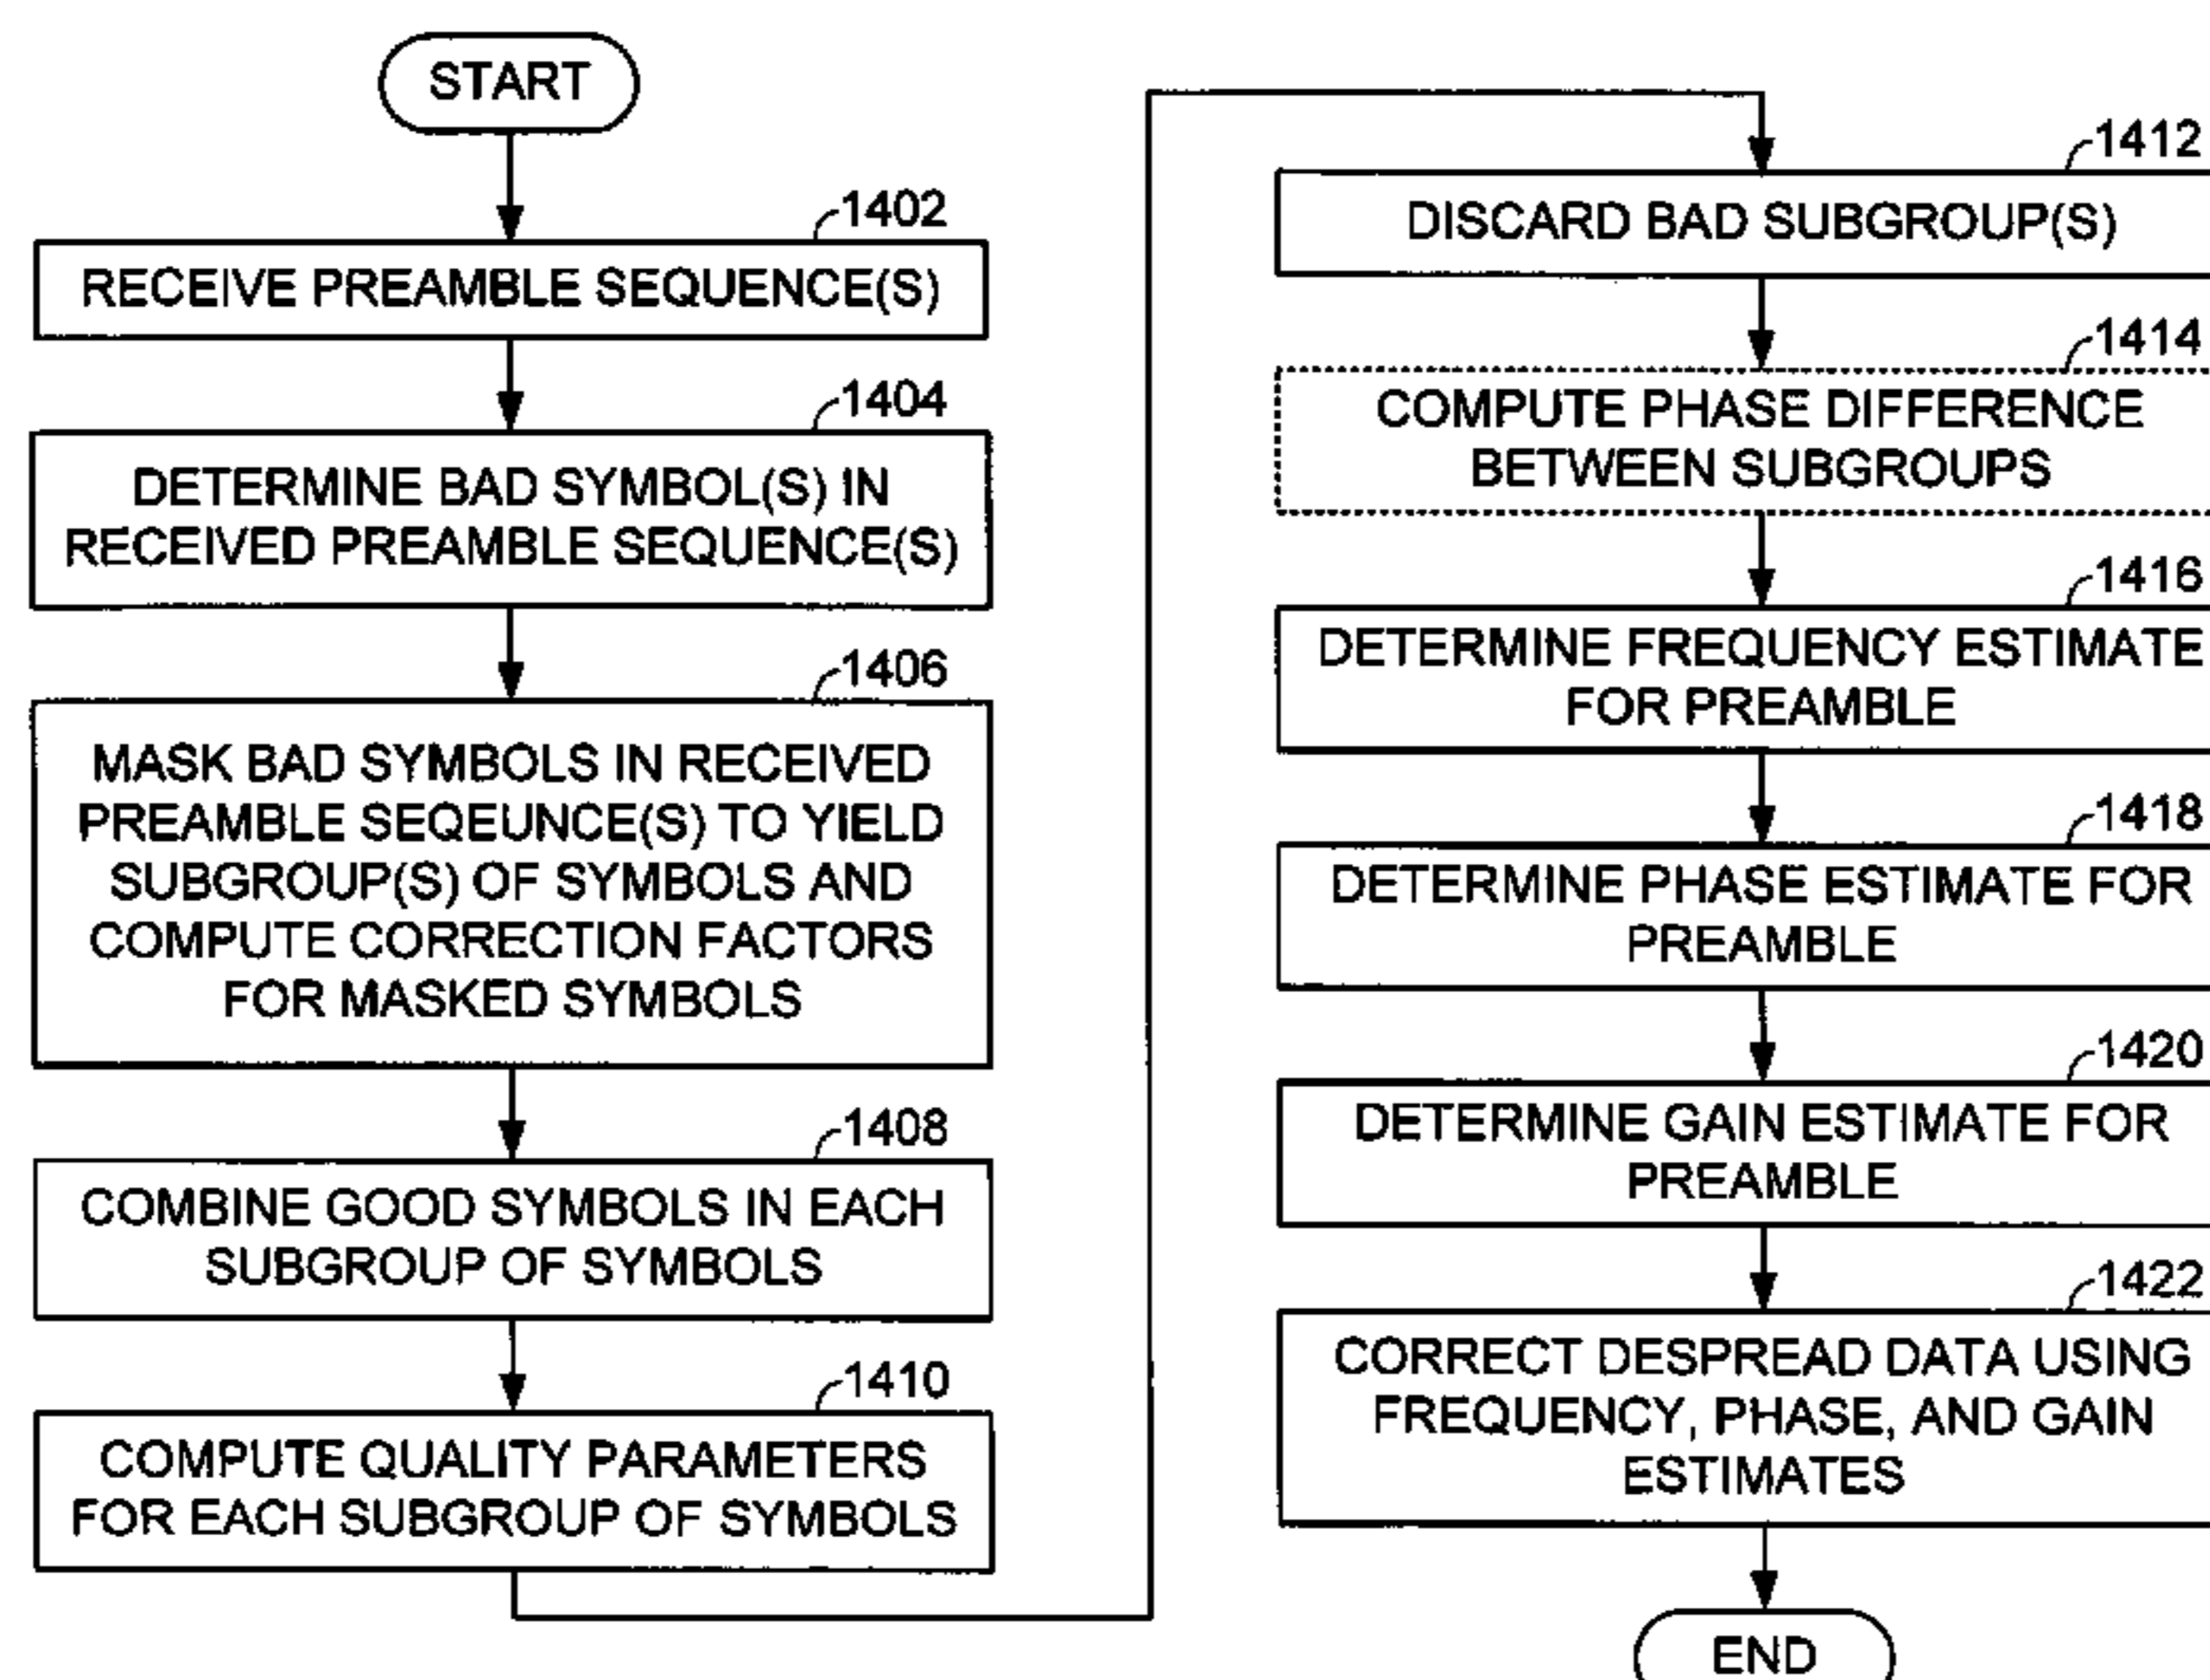 START
1402
RECEIVE PREAMBLE SEQUENCE(S)
1404
DETERMINE BAD SYMBOL(S) IN
RECEIVED PREAMBLE SEQUENCE(S)
1406
MASK BAD SYMBOLS IN RECEIVED
PREAMBLE SEQEUNCE(S) TO YIELD
SUBGROUP(S) OF SYMBOLS AND
COMPUTE CORRECTION FACTORS
FOR MASKED SYMBOLS
1408
COMBINE GOOD SYMBOLS IN EACH
SUBGROUP OF SYMBOLS
1410
COMPUTE QUALITY PARAMETERS
FOR EACH SUBGROUP OF SYMBOLS
1412
DISCARD BAD SUBGROUP(S)
1414
COMPUTE PHASE DIFFERENCE
BETWEEN SUBGROUPS
1416
DETERMINE FREQUENCY ESTIMATE
FOR PREAMBLE
1418
DETERMINE PHASE ESTIMATE FOR
PREAMBLE
1420
DETERMINE GAIN ESTIMATE FOR
PREAMBLE
1422
CORRECT DESPREAD DATA USING
FREQUENCY, PHASE, AND GAIN
ESTIMATES
END